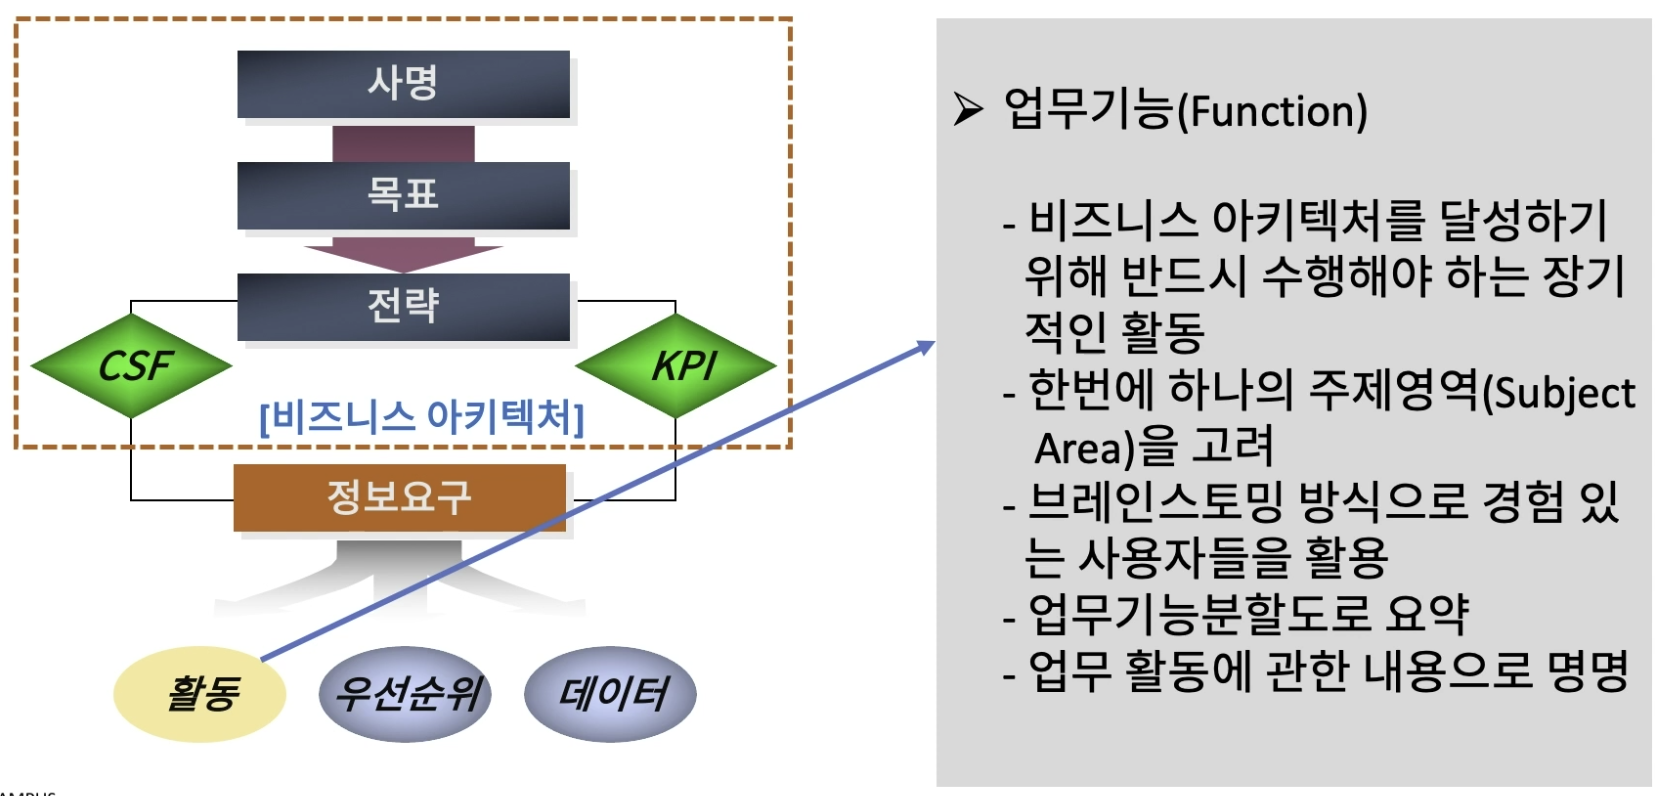 사명
목표
전략
CSF
KPI
[비즈니스 아키텍처]
정보요구
활동
우선순위
데이터
➢ 업무기능(Function)
- 비즈니스 아키텍처를 달성하기
위해 반드시 수행해야 하는 장기
적인 활동
- 한번에 하나의 주제영역(Subject
Area)을 고려
- 브레인스토밍 방식으로 경험 있
는 사용자들을 활용
- 업무기능분할도로 요약
- 업무 활동에 관한 내용으로 명명